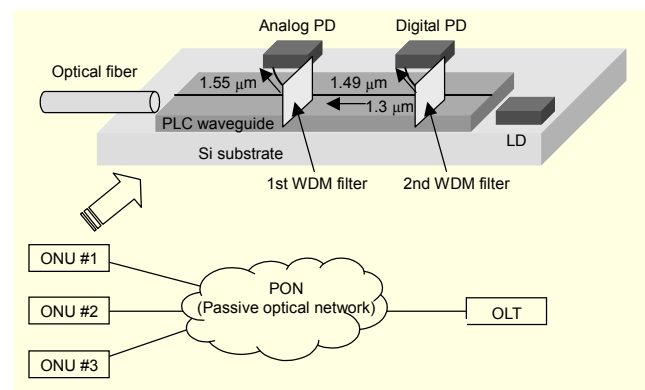 Analog PD
Digital PD
Optical fiber
1.55 μm
1.49 μm
1.3 μm
PLC waveguide
LD
Si substrate
1st WDM filter
2nd WDM filter
ONU #1
PON
(Passive optical network)
ONU #2
OLT
ONU #3